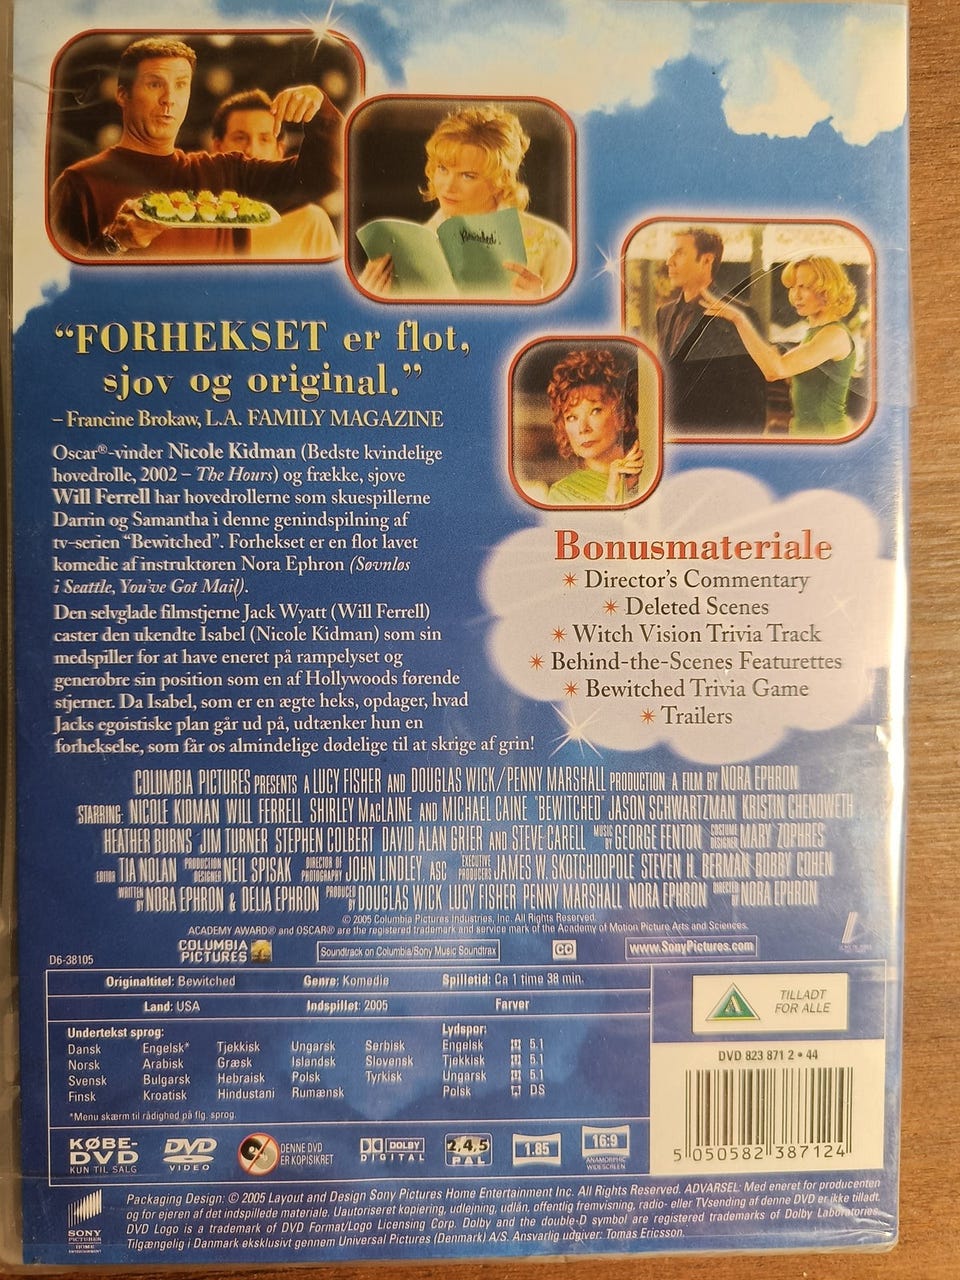 Bewitched
“FORHEKSET er flot,
sjov og original.”
– Francine Brokaw, L.A. FAMILY MAGAZINE
Oscar®-vinder Nicole Kidman (Bedste kvindelige
hovedrolle, 2002 – The Hours) og frække, sjove
Will Ferrell har hovedrollerne som skuespillerne
Darrin og Samantha i denne genindspilning af
tv-serien “Bewitched”. Forhekset er en flot lavet
komedie af instruktøren Nora Ephron (Søvnløs
i Seattle, You've Got Mail).
Den selvglade filmstjerne Jack Wyatt (Will Ferrell)
caster den ukendte Isabel (Nicole Kidman) som sin
medspiller for at have eneret på rampelyset og
generobre sin position som en af Hollywoods førende
stjerner. Da Isabel, som er en ægte heks, opdager, hvad
Jacks egoistiske plan går ud på, udtænker hun en
forhekselse, som får os almindelige dødelige til at skrige af grin!
Bonusmateriale
Director's Commentary
Deleted Scenes
Witch Vision Trivia Track
Behind-the-Scenes Featurettes
Bewitched Trivia Game
Trailers
COLUMBIA PICTURES PRESENTS A LUCY FISHER AND DOUGLAS WICK/PENNY MARSHALL PRODUCTION A FILM BY NORA EPHRON
STARRING: NICOLE KIDMAN WILL FERRELL SHIRLEY MacLAINE AND MICHAEL CAINE "BEWITCHED" JASON SCHWARTZMAN KRISTIN CHENOWETH
HEATHER BURNS JIM TURNER STEPHEN COLBERT DAVID ALAN GRIER AND STEVE CARELL MUSIC BY GEORGE FENTON COSTUME DESIGNER MARY ZOPHRES
EDITOR TIA NOLAN PRODUCTION DESIGNER NEIL SPISAK DIRECTOR OF PHOTOGRAPHY JOHN LINDLEY, ASC EXECUTIVE PRODUCERS JAMES W. SKOTCHDOPOLE STEVEN H. BERMAN BOBBY COHEN
WRITTEN BY NORA EPHRON & DELIA EPHRON PRODUCED BY DOUGLAS WICK LUCY FISHER PENNY MARSHALL NORA EPHRON DIRECTED BY NORA EPHRON
© 2005 Columbia Pictures Industries, Inc. All Rights Reserved.
ACADEMY AWARD® and OSCAR® are the registered trademark and service mark of the Academy of Motion Picture Arts and Sciences.
COLUMBIA
PICTURES
Soundtrack on Columbia/Sony Music Soundtrax
CC
www.SonyPictures.com
D6-38105
Originaltitel: Bewitched Genre: Komedie Spilletid: Ca 1 time 38 min.
Land: USA Indspillet: 2005 Farver
Undertekst sprog: Lydspor:
Dansk Engelsk* Tjekkisk Ungarsk Serbisk Engelsk 5.1
Norsk Arabisk Græsk Islandsk Slovensk Tjekkisk 5.1
Svensk Bulgarsk Hebraisk Polsk Tyrkisk Ungarsk 5.1
Finsk Kroatisk Hindustani Rumænsk Polsk DS
*Menu skærm til rådighed på flg. sprog.
A
TILLADT
FOR ALLE
DVD 823 871 2 • 44
5 050582 387124
KØBE-
DVD
KUN TIL SALG
DVD
VIDEO
DENNE DVD
ER KOPISIKRET
DOLBY
DIGITAL
2,4,5
PAL
1.85
16:9
ANAMORPHIC
WIDESCREEN
SONY
PICTURES
HOME
ENTERTAINMENT
Packaging Design: © 2005 Layout and Design Sony Pictures Home Entertainment Inc. All Rights Reserved. ADVARSEL: Med eneret for producenten
og for ejeren af det indspillede materiale. Uautoriseret kopiering, udlejning, udlån, offentlig fremvisning, radio- eller TVsending af denne DVD er ikke tilladt.
DVD Logo is a trademark of DVD Format/Logo Licensing Corp. Dolby and the double-D symbol are registered trademarks of Dolby Laboratories.
Tilgængelig i Danmark eksklusivt gennem Universal Pictures (Denmark) A/S. Ansvarlig udgiver: Tomas Ericsson.